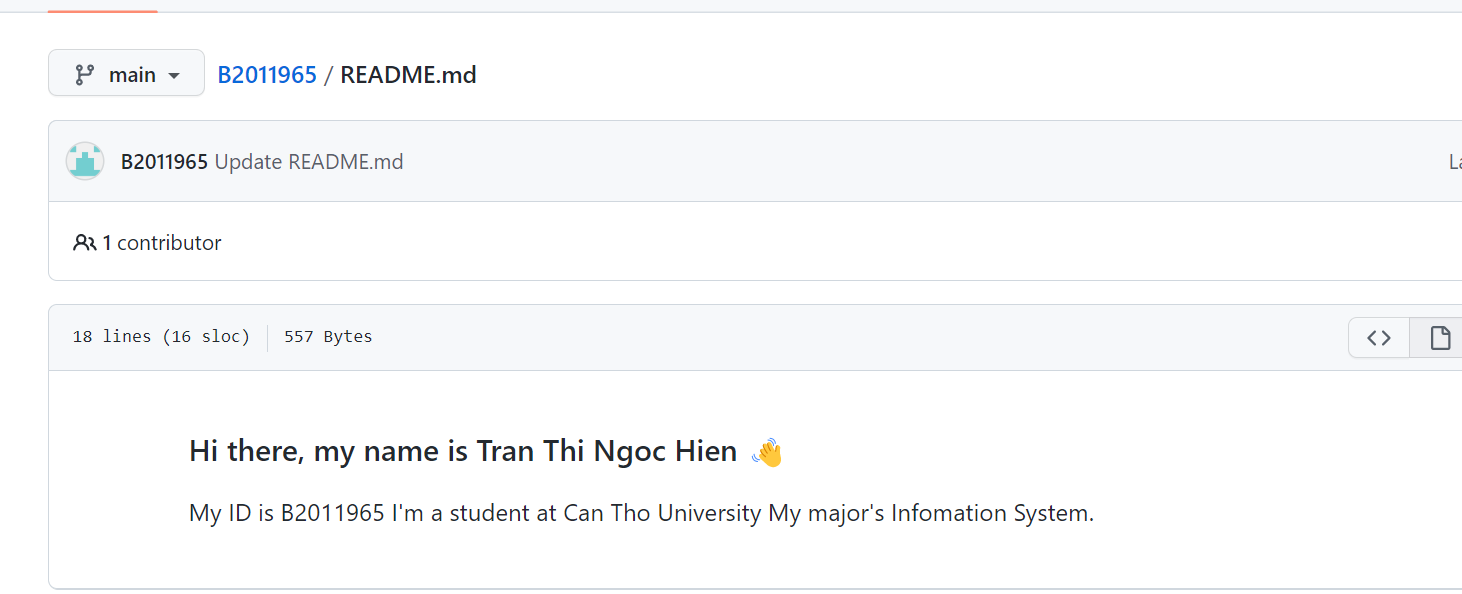 main
B2011965 / README.md
B2011965 Update README.md
1 contributor
18 lines (16 sloc) 557 Bytes
Hi there, my name is Tran Thi Ngoc Hien 👋
My ID is B2011965 I'm a student at Can Tho University My major's Infomation System.